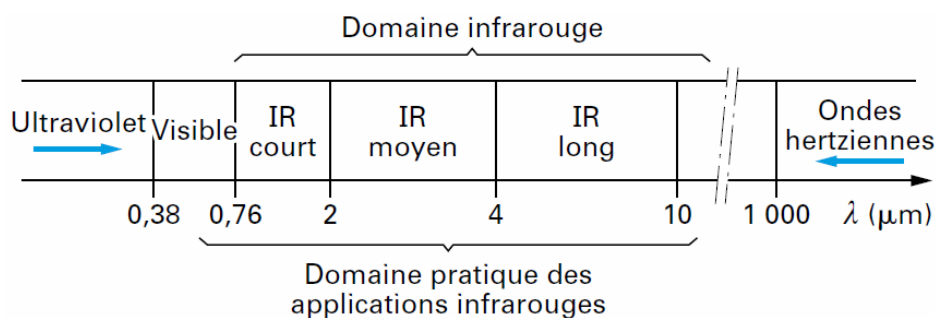 Domaine infrarouge
Ultraviolet
Visible
IR
court
IR
moyen
IR
long
Ondes
hertziennes
0,38 0,76 2 4 10 1 000 λ (μm)
Domaine pratique des
applications infrarouges